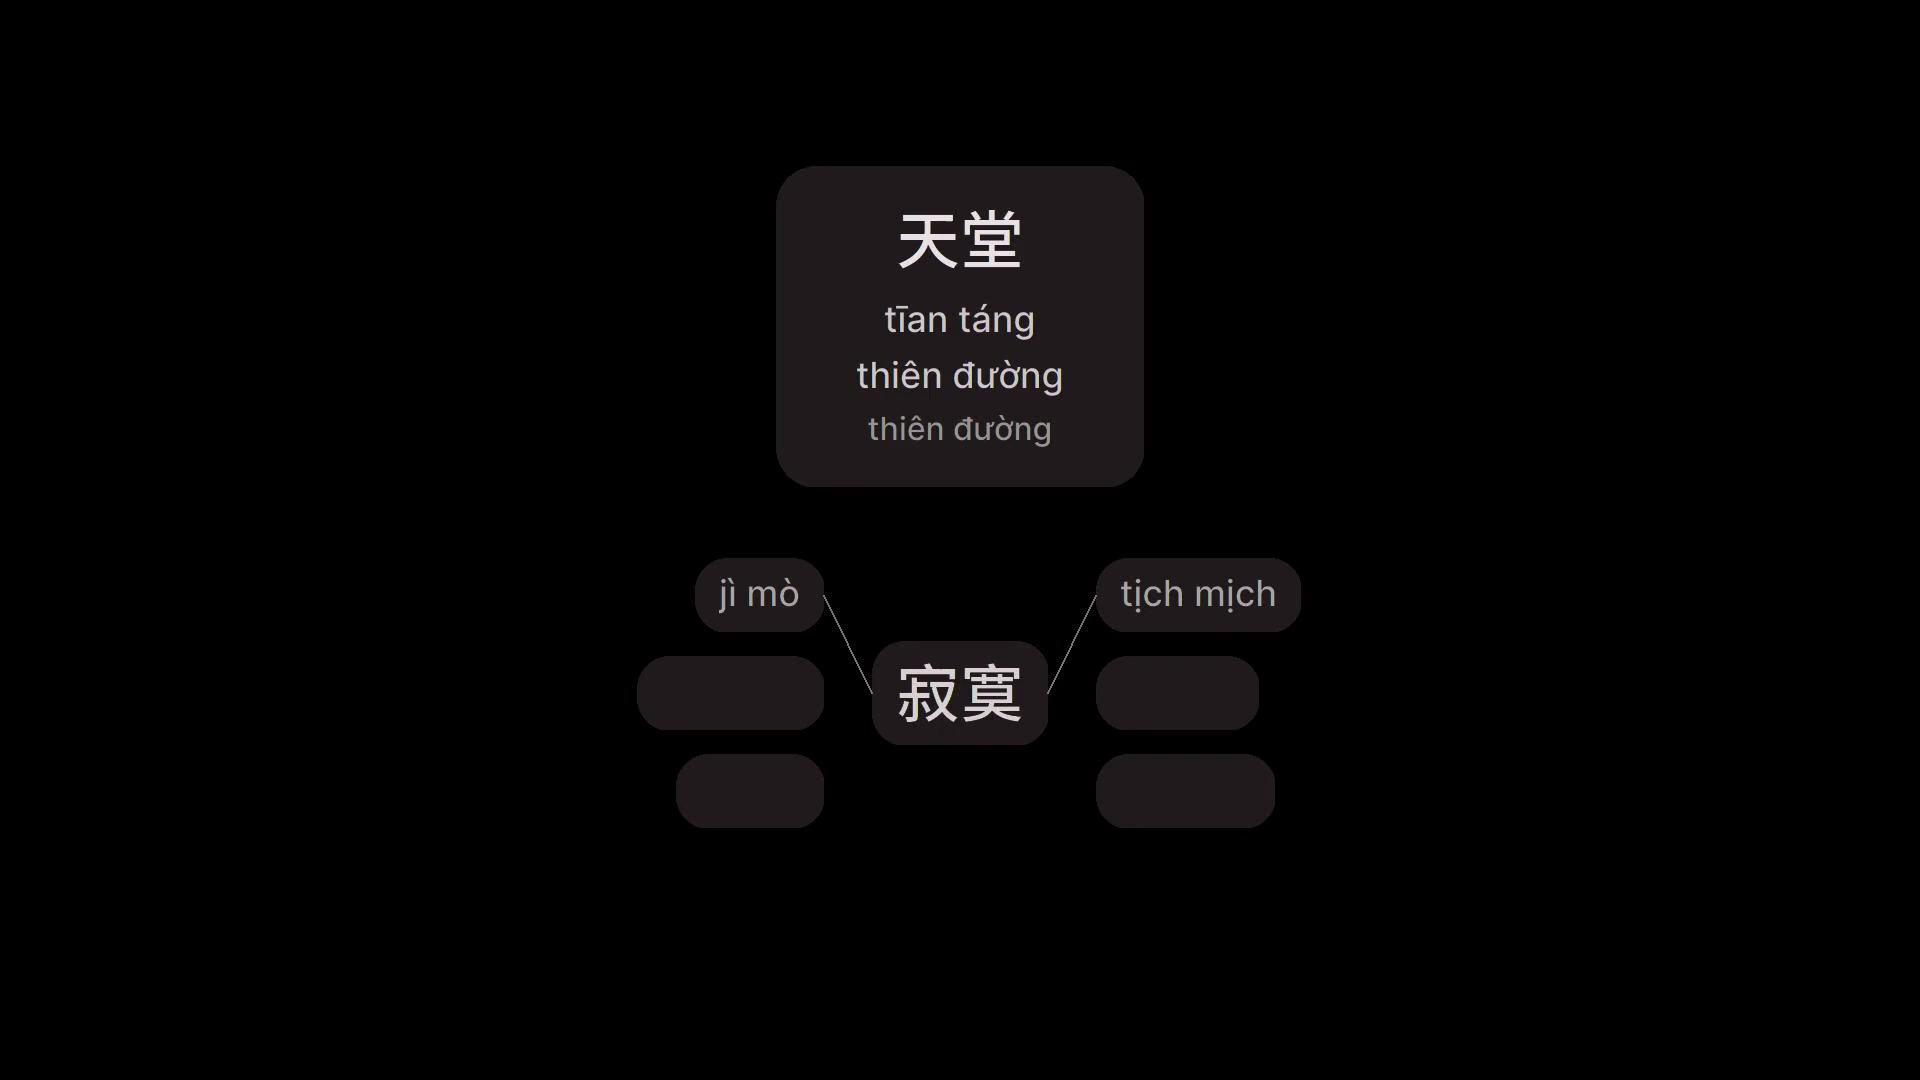 天堂
tīan táng
thiên đường
thiên đường
jì mò
tịch mịch
寂寞